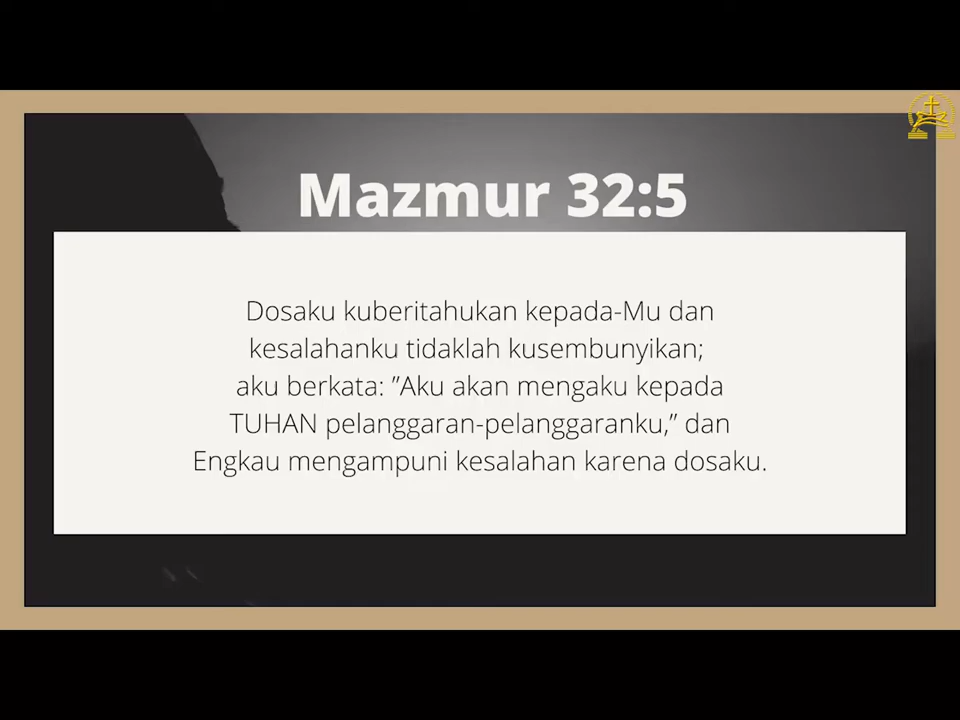 Mazmur 32:5
Dosaku kuberitahukan kepada-Mu dan
kesalahanku tidaklah kusembunyikan;
aku berkata: ”Aku akan mengaku kepada
TUHAN pelanggaran-pelanggaranku,” dan
Engkau mengampuni kesalahan karena dosaku.